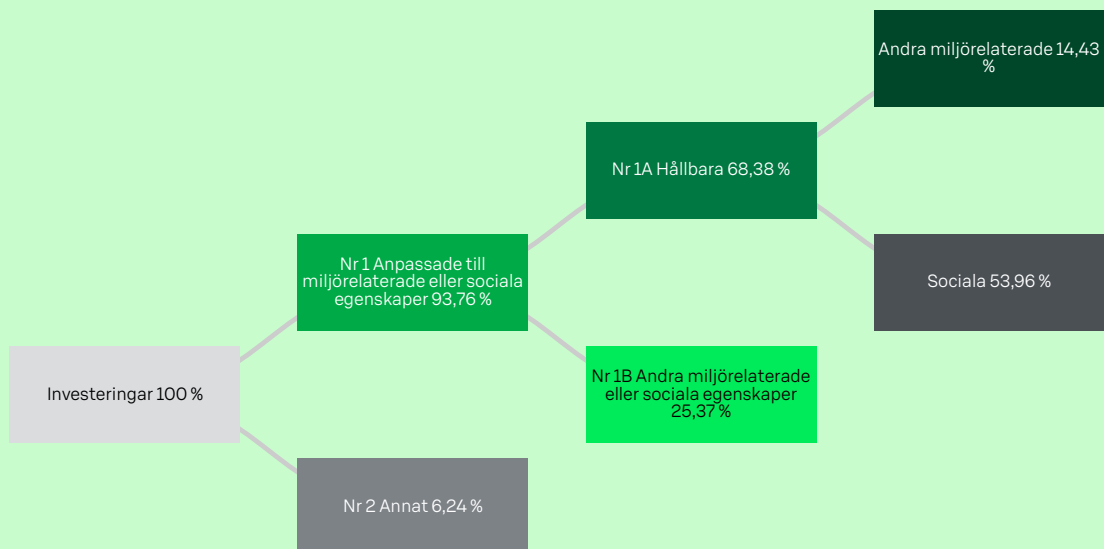 Andra miljörelaterade 14,43
%
Nr 1A Hållbara 68,38 %
Nr 1 Anpassade till
miljörelaterade eller sociala
egenskaper 93,76 %
Sociala 53,96 %
Investeringar 100 %
Nr 1B Andra miljörelaterade
eller sociala egenskaper
25,37 %
Nr 2 Annat 6,24 %